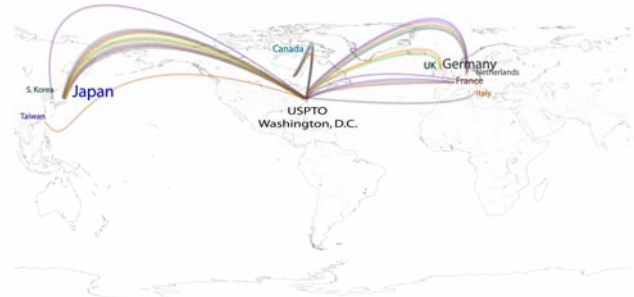 Canada
UK
Germany
Netherlands
France
Italy
S. Korea
Japan
Taiwan
USPTO
Washington, D.C.